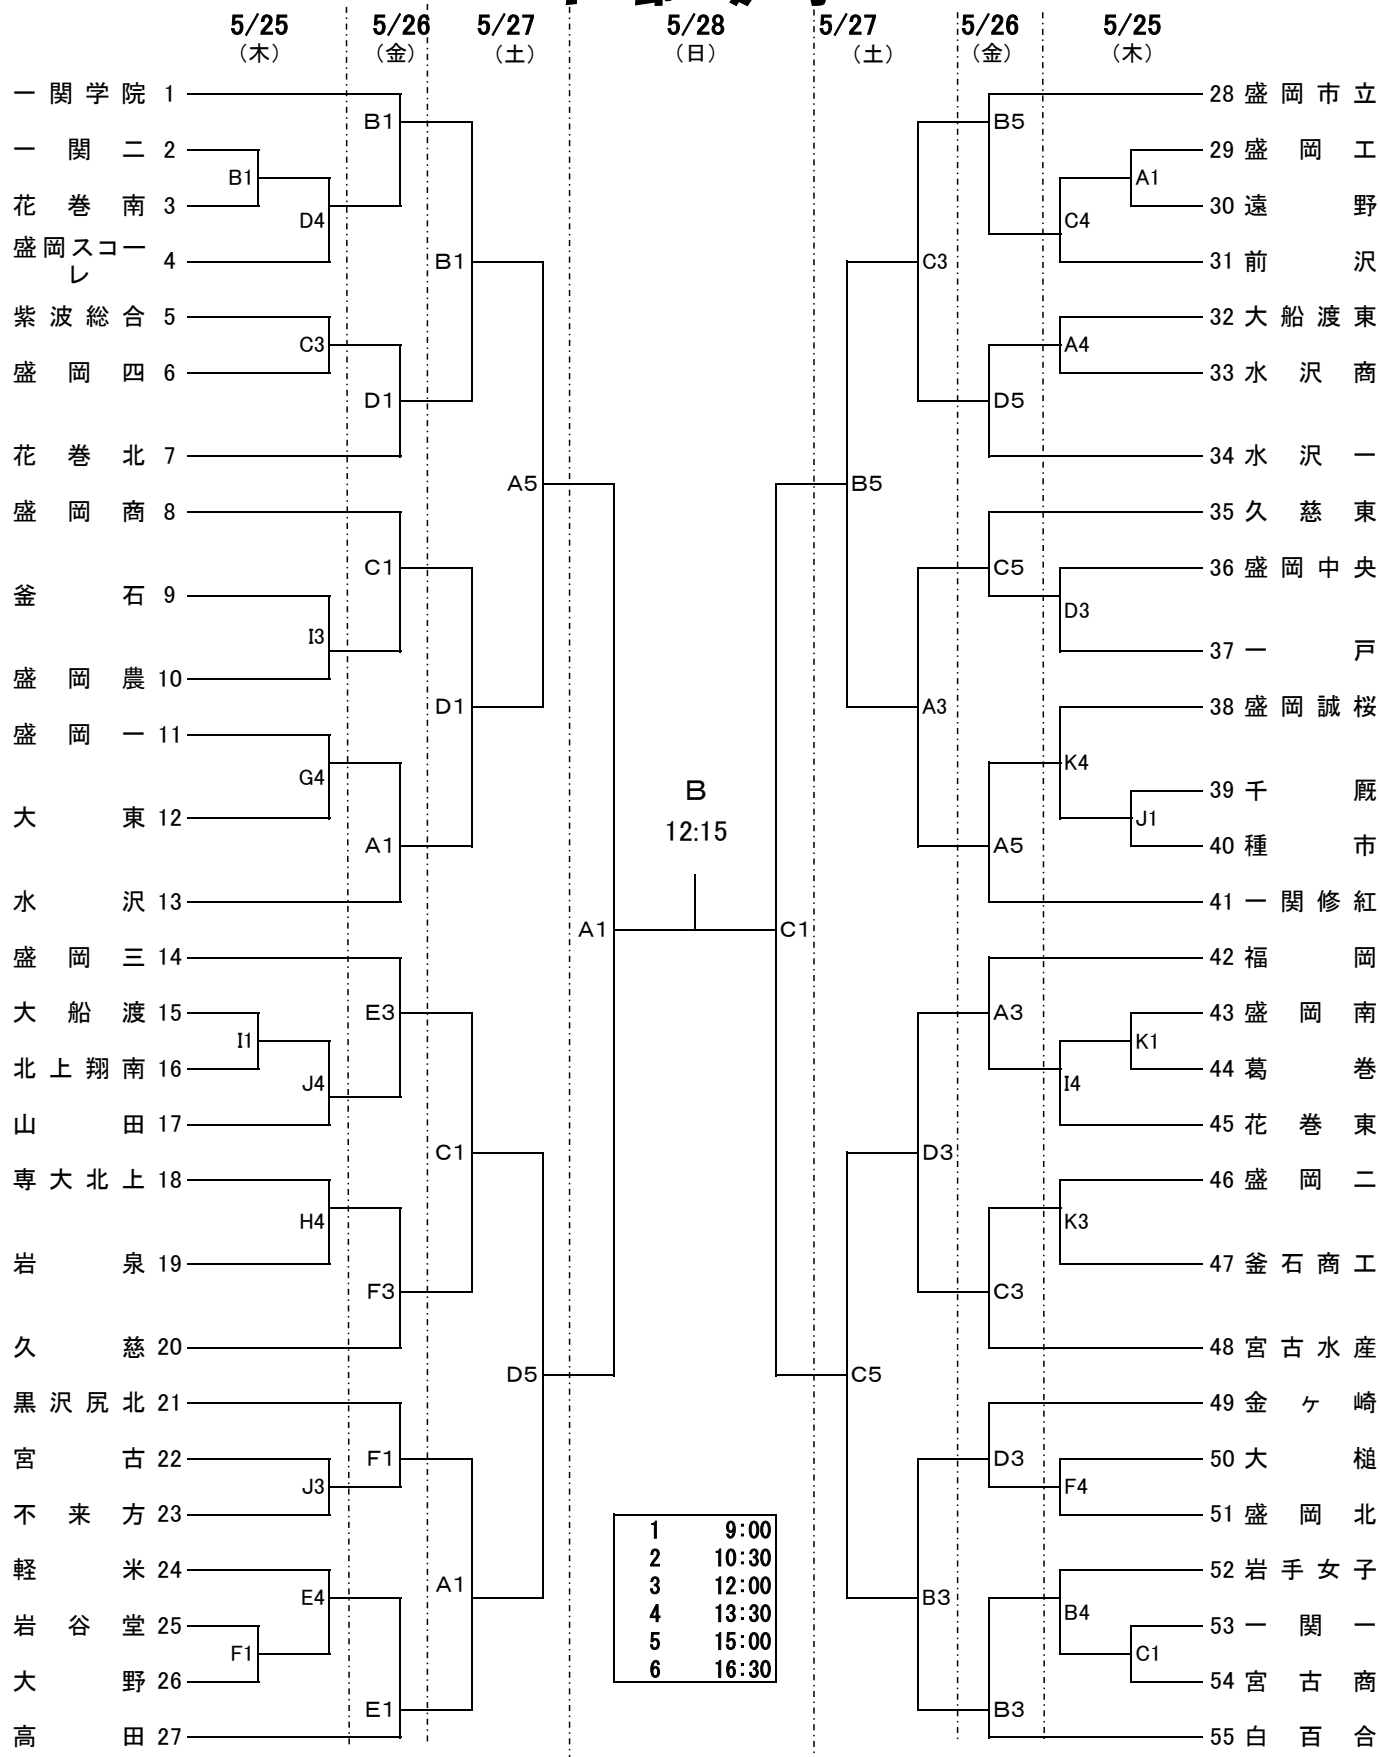 5/25 5/26 5/27 5/28 5/27 5/26 5/25
（木） （金） （土） （日） （土） （金） （木）
一関学院 1
B1
一関二 2
B1
花巻南 3
D4
盛岡スコーレ 4
B1
紫波総合 5
C3
盛岡四 6
D1
花巻北 7
A5
盛岡商 8
C1
釜石 9
I3
盛岡農 10
D1
盛岡一 11
G4
大東 12
A1
水沢 13
A1
盛岡三 14
E3
大船渡 15
I1
北上翔南 16
J4
山田 17
C1
専大北上 18
H4
岩泉 19
F3
久慈 20
D5
黒沢尻北 21
F1
宮古 22
J3
不来方 23
軽米 24
A1
E4
岩谷堂 25
F1
大野 26
E1
高田 27
B
12:15
1 9:00
2 10:30
3 12:00
4 13:30
5 15:00
6 16:30
28 盛岡市立
B5
29 盛岡工
A1
30 遠野
C4
31 前沢
C3
32 大船渡東
A4
33 水沢商
D5
34 水沢一
B5
35 久慈東
C5
36 盛岡中央
D3
37 一戸
A3
38 盛岡誠桜
K4
39 千厩
J1
40 種市
A5
41 一関修紅
C1
42 福岡
A3
43 盛岡南
K1
44 葛巻
I4
45 花巻東
D3
46 盛岡二
K3
47 釜石商工
C3
48 宮古水産
C5
49 金ヶ崎
D3
50 大槌
F4
51 盛岡北
52 岩手女子
B3
B4
53 一関一
C1
54 宮古商
B3
55 白百合